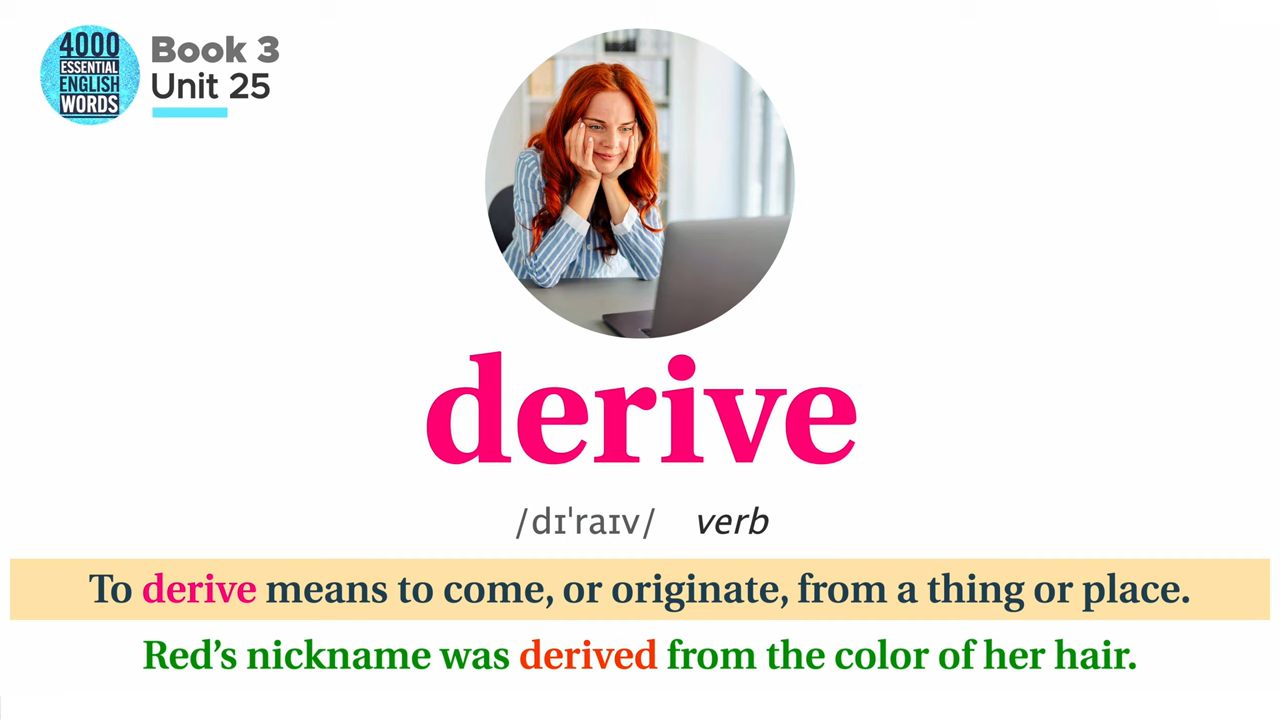 4000
ESSENTIAL
ENGLISH
WORDS
Book 3
Unit 25
derive
/dɪˈraɪv/ verb
To derive means to come, or originate, from a thing or place.
Red’s nickname was derived from the color of her hair.